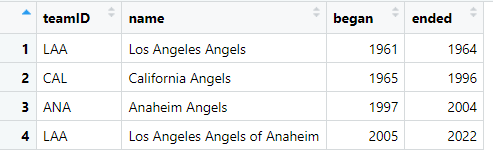 teamID name began ended
1 LAA Los Angeles Angels 1961 1964
2 CAL California Angels 1965 1996
3 ANA Anaheim Angels 1997 2004
4 LAA Los Angeles Angels of Anaheim 2005 2022